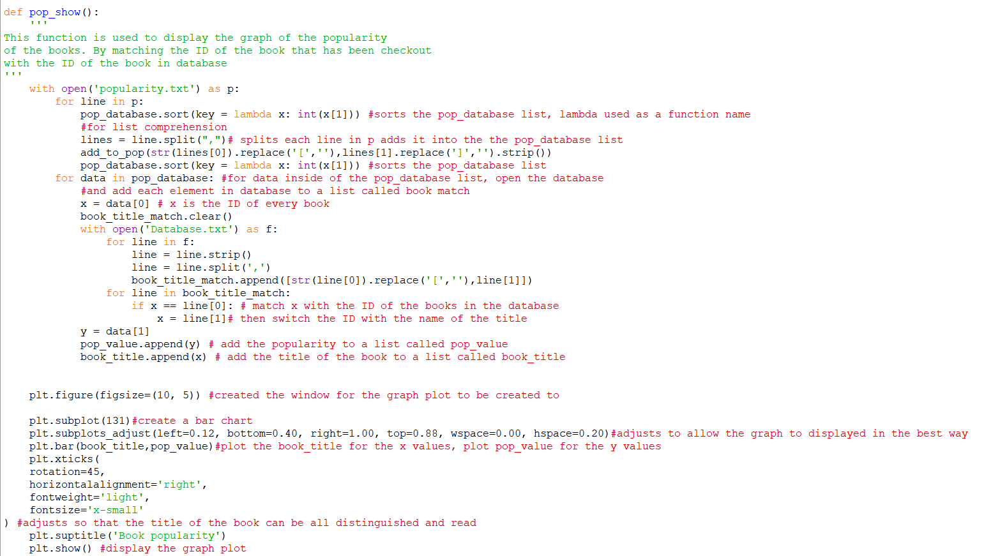 def pop_show():
    '''
This function is used to display the graph of the popularity
of the books. By matching the ID of the book that has been checkout
with the ID of the book in database
'''
    with open('popularity.txt') as p:
        for line in p:
            pop_database.sort(key = lambda x: int(x[1])) #sorts the pop_database list, lambda used as a function name
            #for list comprehension
            lines = line.split(",")# splits each line in p adds it into the the pop_database list
            add_to_pop(str(lines[0]).replace('[',''),lines[1].replace(']','').strip())
            pop_database.sort(key = lambda x: int(x[1])) #sorts the pop_database list
        for data in pop_database: #for data inside of the pop_database list, open the database
            #and add each element in database to a list called book match
            x = data[0] # x is the ID of every book
            book_title_match.clear()
            with open('Database.txt') as f:
                for line in f:
                    line = line.strip()
                    line = line.split(',')
                    book_title_match.append([str(line[0]).replace('[',''),line[1]])
                for line in book_title_match:
                    if x == line[0]: # match x with the ID of the books in the database
                        x = line[1]# then switch the ID with the name of the title
            y = data[1]
            pop_value.append(y) # add the popularity to a list called pop_value
            book_title.append(x) # add the title of the book to a list called book_title
    plt.figure(figsize=(10, 5)) #created the window for the graph plot to be created to
    plt.subplot(131)#create a bar chart
    plt.subplots_adjust(left=0.12, bottom=0.40, right=1.00, top=0.88, wspace=0.00, hspace=0.20)#adjusts to allow the graph to displayed in the best way
    plt.bar(book_title,pop_value)#plot the book_title for the x values, plot pop_value for the y values
    plt.xticks(
    rotation=45,
    horizontalalignment='right',
    fontweight='light',
    fontsize='x-small'
) #adjusts so that the title of the book can be all distinguished and read
    plt.suptitle('Book popularity')
    plt.show() #display the graph plot